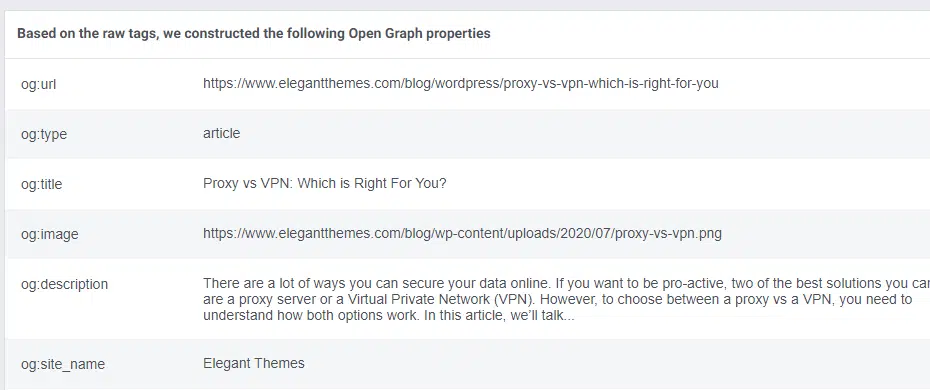 Based on the raw tags, we constructed the following Open Graph properties
og:url https://www.elegantthemes.com/blog/wordpress/proxy-vs-vpn-which-is-right-for-you
og:type article
og:title Proxy vs VPN: Which is Right For You?
og:image https://www.elegantthemes.com/blog/wp-content/uploads/2020/07/proxy-vs-vpn.png
og:description There are a lot of ways you can secure your data online. If you want to be pro-active, two of the best solutions you
are a proxy server or a Virtual Private Network (VPN). However, to choose between a proxy vs a VPN, you need to
understand how both options work. In this article, we’ll talk...
og:site_name Elegant Themes